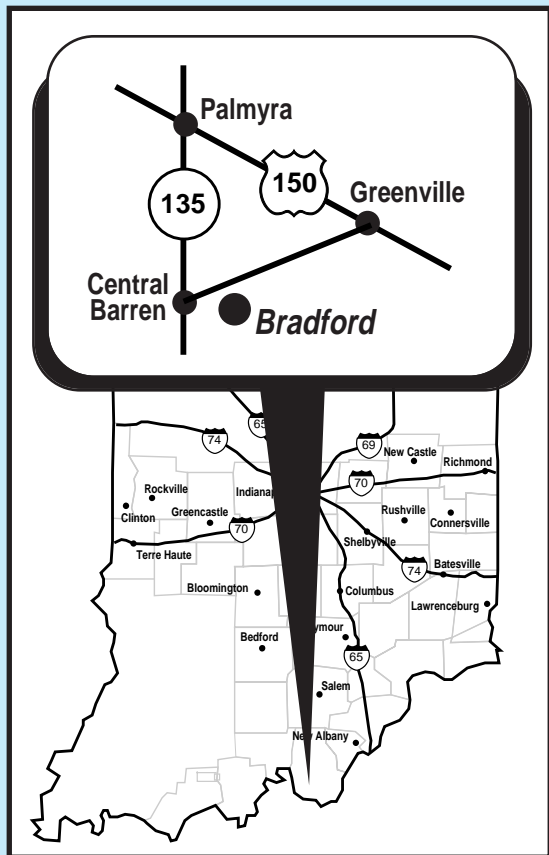 Palmyra
150
135
Greenville
Central
Barren
Bradford
65
74
69
New Castle
Richmond
70
Rockville
Indianap
Clinton
Greencastle
Rushville
Connersville
70
Shelbyville
Terre Haute
74
Batesville
Bloomington
Columbus
Lawrenceburg
ymour
Bedford
65
Salem
New Albany